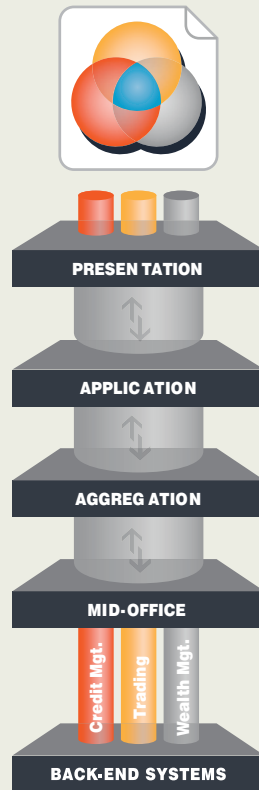 PRESEN TATION
APPLIC ATION
AGGREG ATION
MID-OFFICE
Credit Mgt.
Trading
Wealth Mgt.
BACK-END SYSTEMS